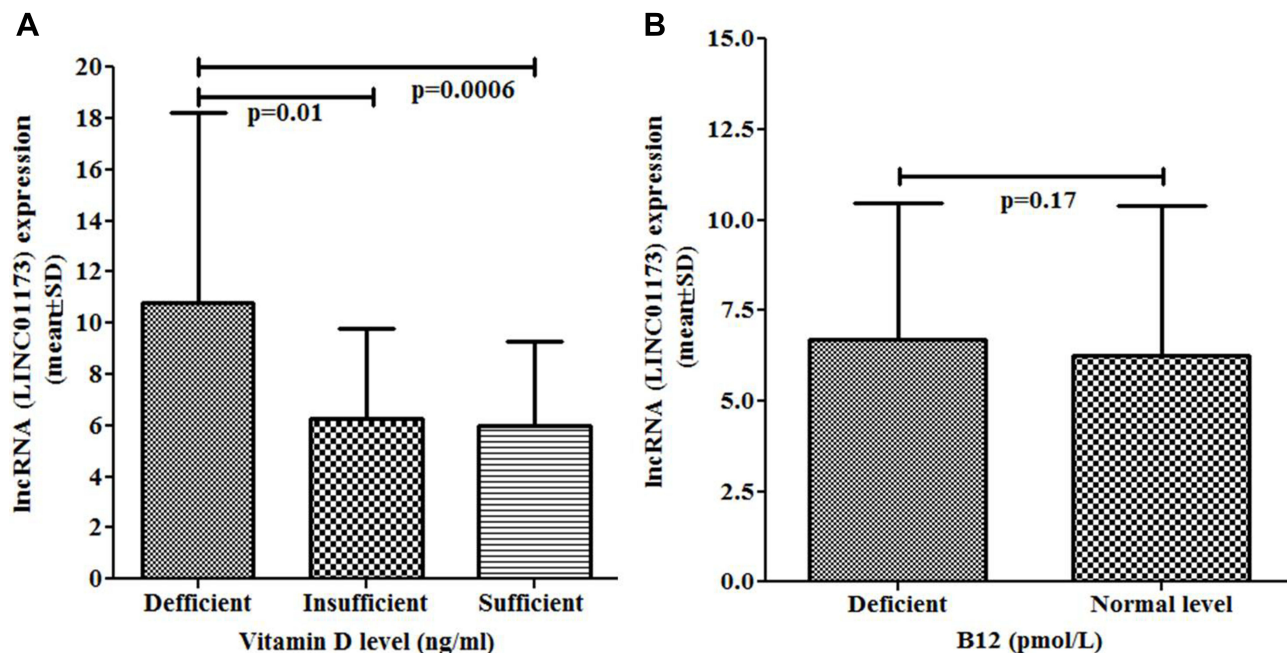 A
lncRNA (LINC01173) expression
(mean±SD)
20
18
16
14
12
10
8
6
4
2
0
p=0.0006
p=0.01
Defficient Insufficient Sufficient
Vitamin D level (ng/ml)
B
lncRNA (LINC01173) expression
(mean±SD)
15.0
12.5
10.0
7.5
5.0
2.5
0.0
p=0.17
Deficient Normal level
B12 (pmol/L)